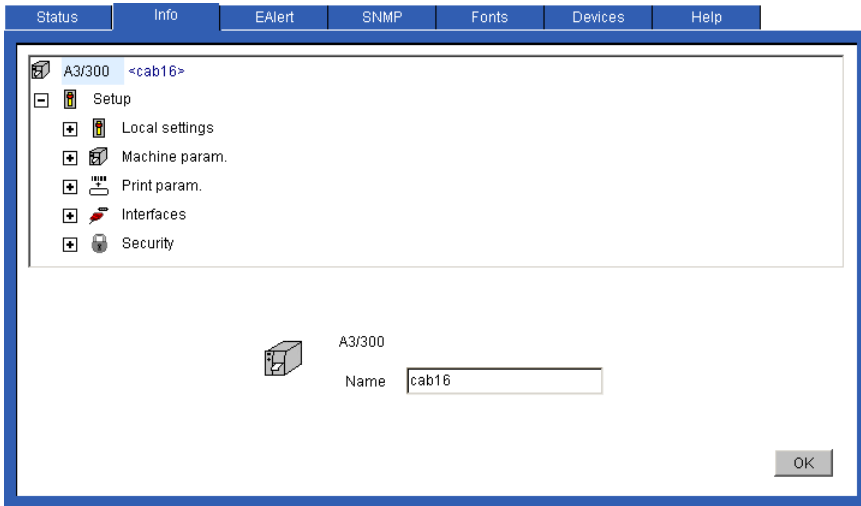 Status Info EAlert SNMP Fonts Devices Help
A3/300 <cab16>
Setup
Local settings
Machine param.
Print param.
Interfaces
Security
A3/300
Name cab16
OK